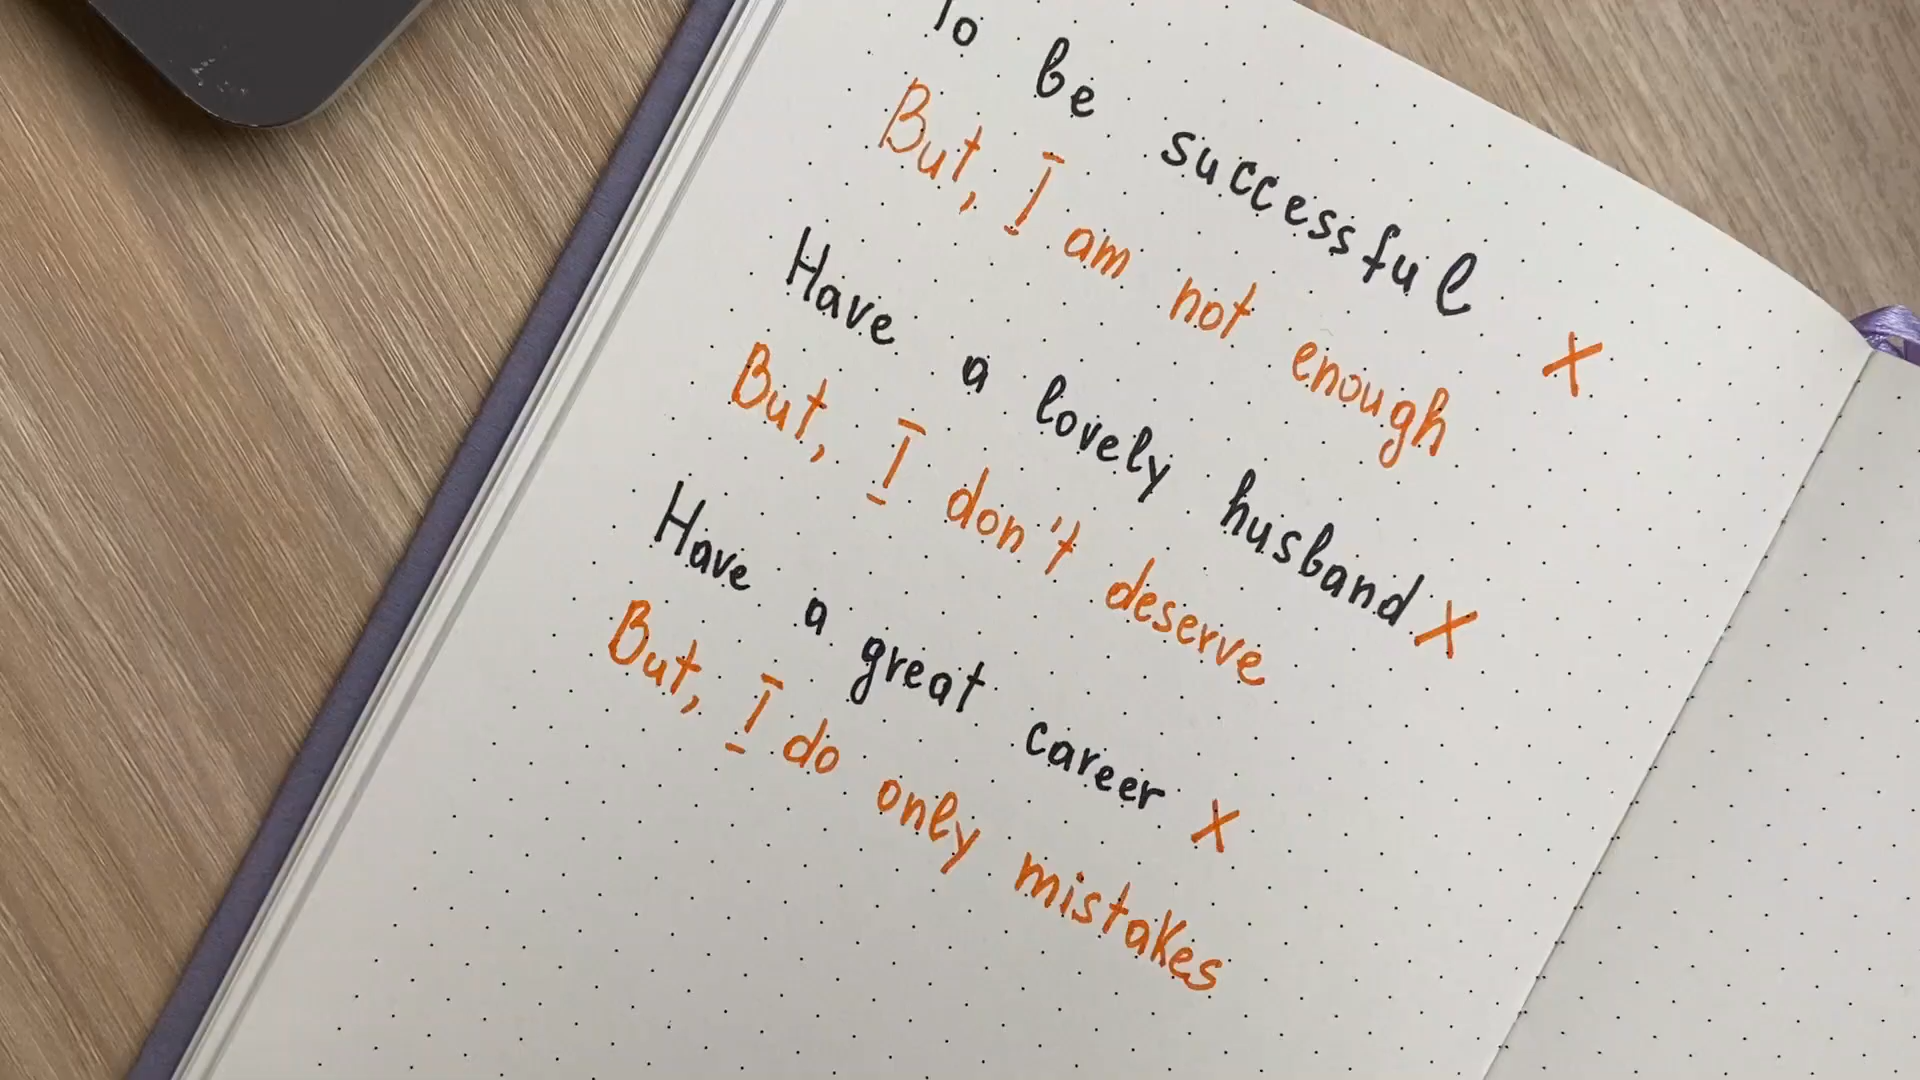 To be successful X
But, I am not enough
Have a lovely husband X
But, I don't deserve
Have a great career X
But, I do only mistakes